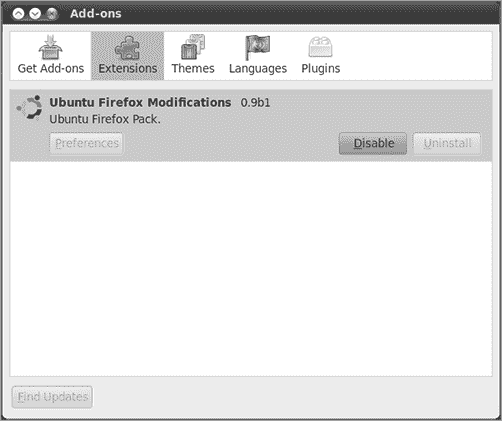 Add-ons
Get Add-ons Extensions Themes Languages Plugins
Ubuntu Firefox Modifications 0.9b1
Ubuntu Firefox Pack.
Preferences Disable Uninstall
Find Updates